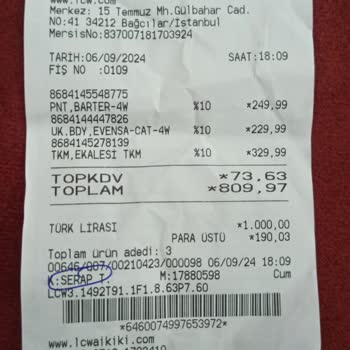 www.lcw.com
Merkez: 15 Temmuz Mh.Gülbahar Cad.
NO:41 34212 Bağcılar/İstanbul
MersisNo:837007181703924
TARİH:06/09/2024 SAAT:18:09
FİŞ NO :0109
8684145548775
PNT,BARTER-4W %10 *249,99
8684144447826
UK.BDY,EVENSA-CAT-4W %10 *229,99
8684145278139
TKM,EKALESİ TKM %10 *329,99
TOPKDV *73,63
TOPLAM *809,97
TÜRK LİRASI *1.000,00
PARA ÜSTÜ *190,03
Toplam ürün adedi: 3
00646/007/00210423/000098 06/09/24 18:09
:SERAP T. M:17880598 Cum
LCW3.1492T91.1F1.8.63P7.60
*6460074997653972*
www.lcwaikiki.com